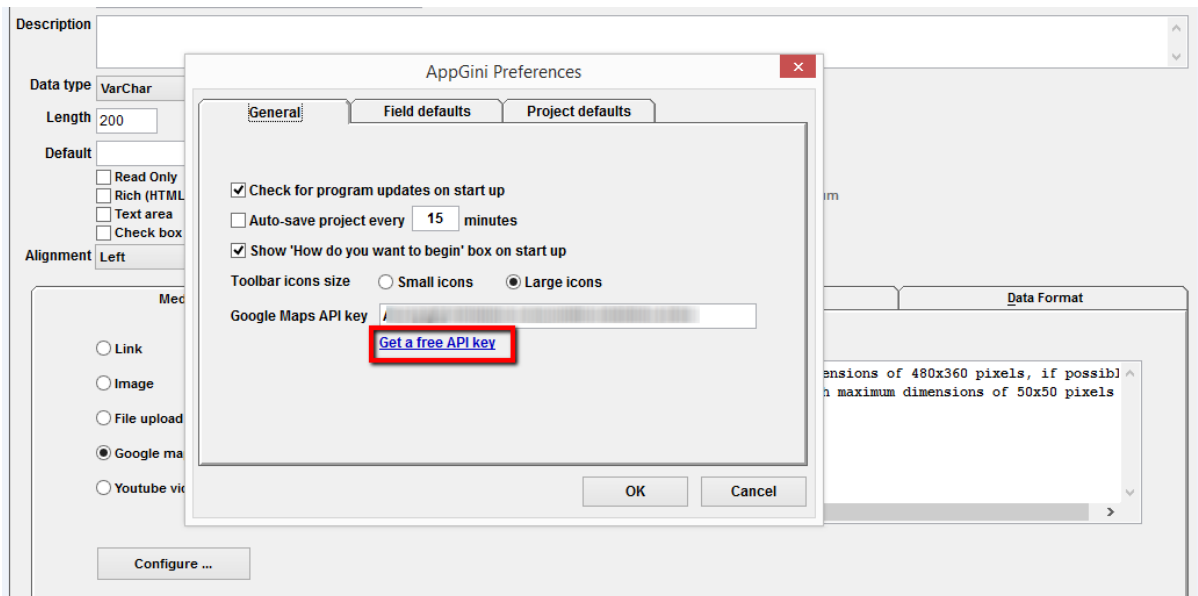 Description
AppGini Preferences
Data type VarChar
General Field defaults Project defaults
Length 200
Default
Read Only
Check for program updates on start up
Rich (HTML
Text area
Auto-save project every 15 minutes
Check box
Show 'How do you want to begin' box on start up
Alignment Left
Toolbar icons size Small icons Large icons
Data Format
Google Maps API key
Get a free API key
Link
Image
File upload
Google ma
Youtube vid
ensions of 480x360 pixels, if possibl
maximum dimensions of 50x50 pixels
OK Cancel
Configure ...